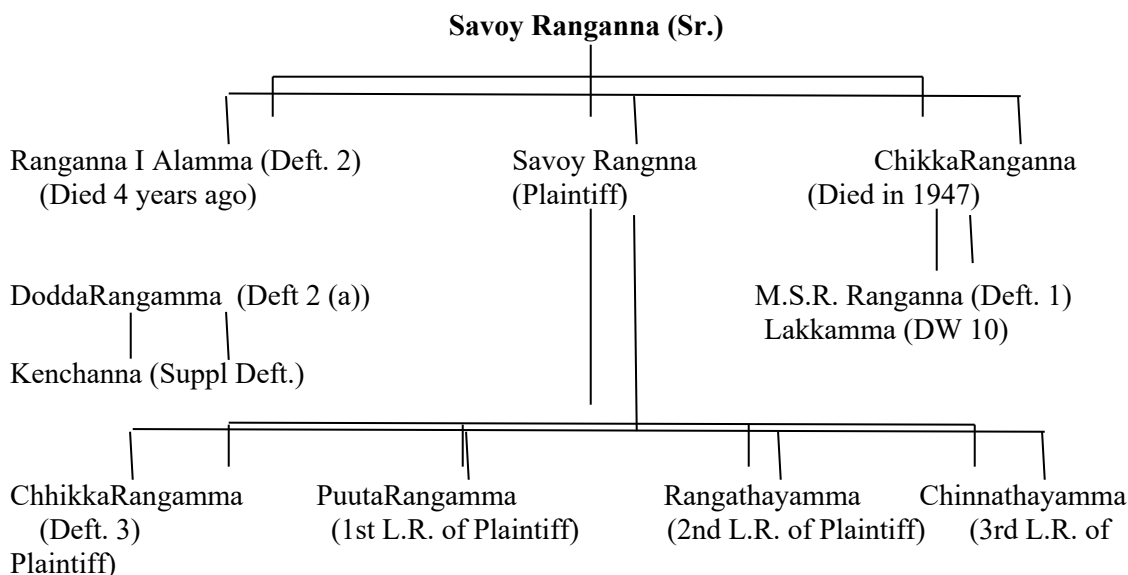 Savoy Ranganna (Sr.)
Ranganna I Alamma (Deft. 2) Savoy Rangnna ChikkaRanganna
(Died 4 years ago) (Plaintiff) (Died in 1947)
DoddaRangamma (Deft 2 (a)) M.S.R. Ranganna (Deft. 1)
Lakkamma (DW 10)
Kenchanna (Suppl Deft.)
ChhikkaRangamma PuutaRangamma Rangathayamma Chinnathayamma
(Deft. 3) (1st L.R. of Plaintiff) (2nd L.R. of Plaintiff) (3rd L.R. of
Plaintiff)